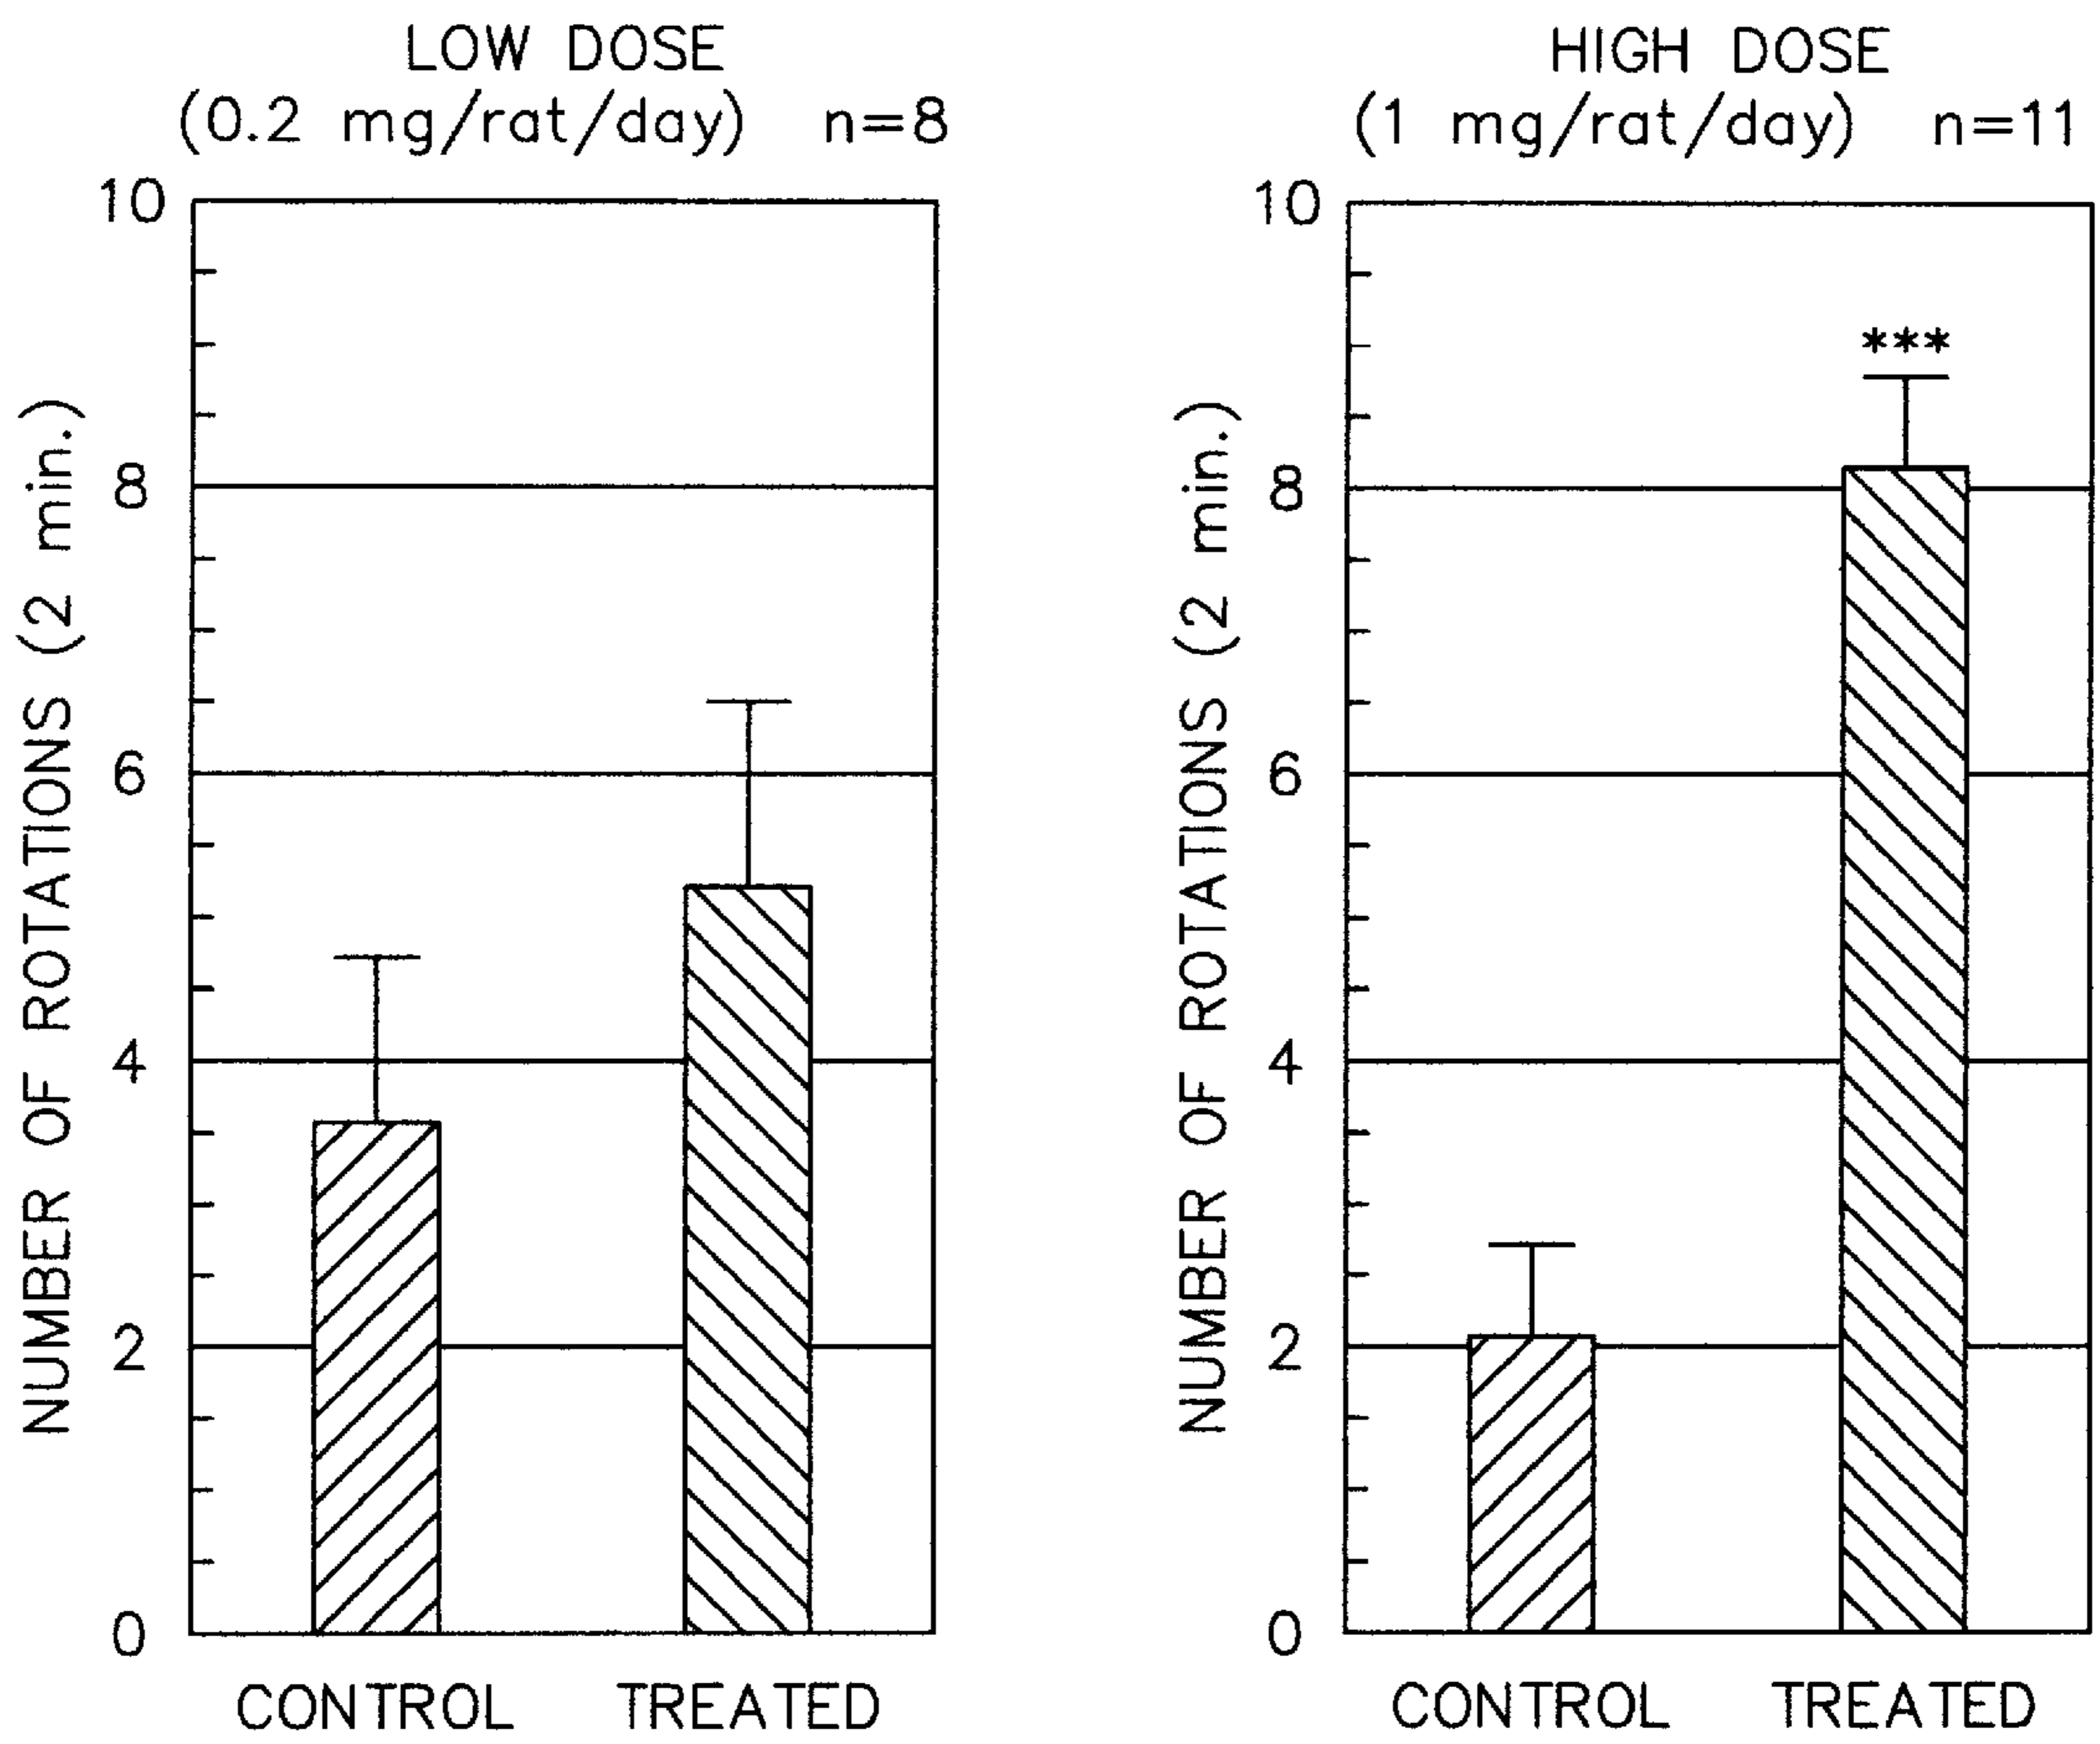 LOW DOSE
(0.2 mg/rat/day) n=8
NUMBER OF ROTATIONS (2 min.)
10
8
6
4
2
0
CONTROL TREATED
HIGH DOSE
(1 mg/rat/day) n=11
NUMBER OF ROTATIONS (2 min.)
10
8
6
4
2
0
***
CONTROL TREATED